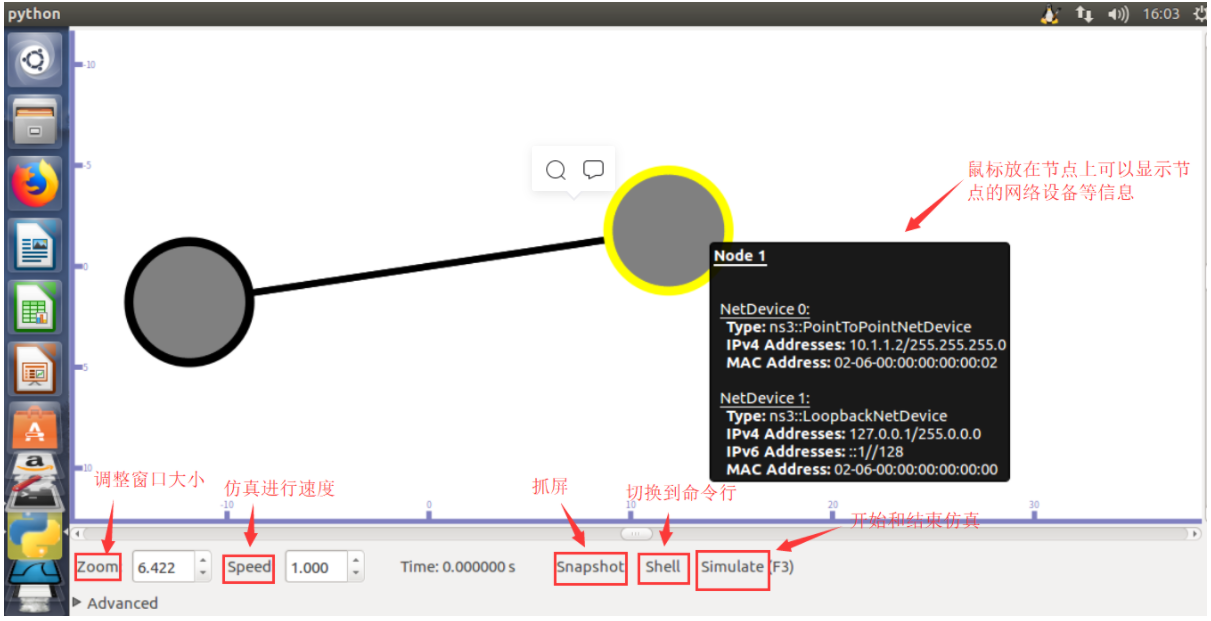 python
16:03
-10
-5
0
5
10
鼠标放在节点上可以显示节
点的网络设备等信息
Node 1
NetDevice 0:
Type: ns3::PointToPointNetDevice
IPv4 Addresses: 10.1.1.2/255.255.255.0
MAC Address: 02-06-00:00:00:00:00:02
NetDevice 1:
Type: ns3::LoopbackNetDevice
IPv4 Addresses: 127.0.0.1/255.0.0.0
IPv6 Addresses: ::1//128
MAC Address: 02-06-00:00:00:00:00:00
调整窗口大小
仿真进行速度
抓屏
切换到命令行
开始和结束仿真
-10
0
10
20
30
Zoom 6.422 Speed 1.000 Time: 0.000000 s Snapshot Shell Simulate (F3)
Advanced